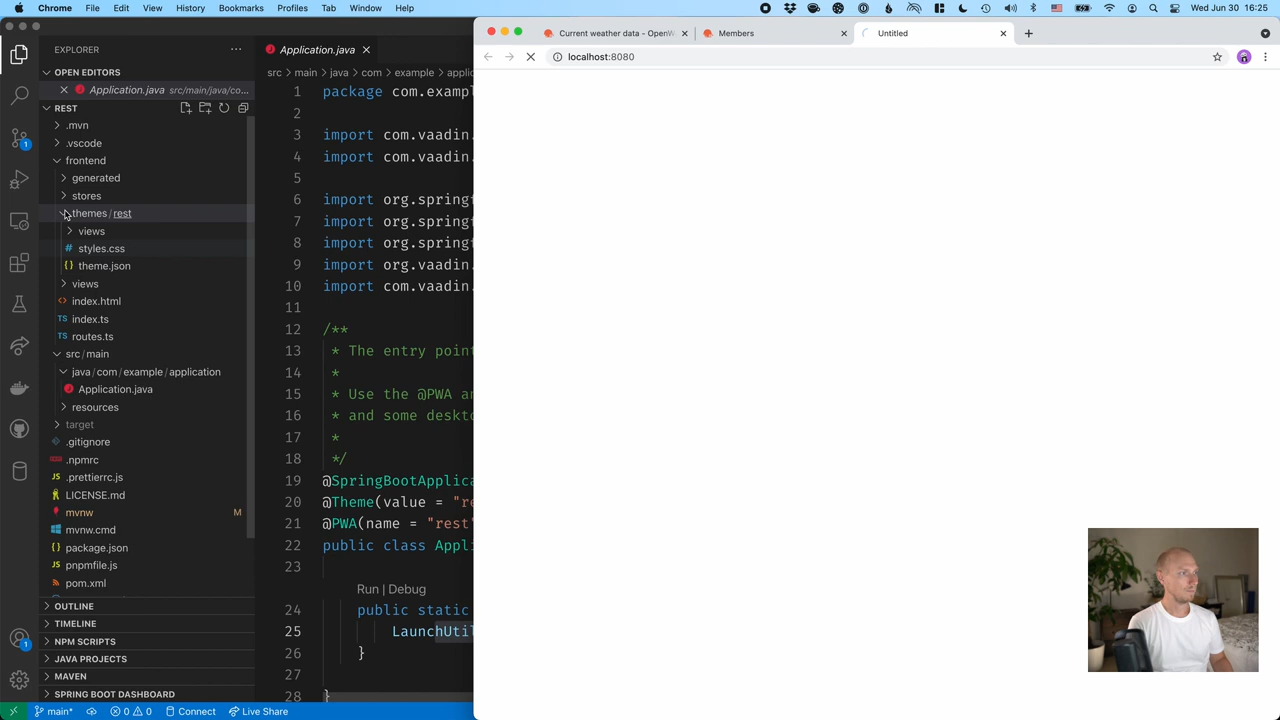 Chrome File Edit View History Bookmarks Profiles Tab Window Help Wed Jun 30 16:25
EXPLORER
OPEN EDITORS
Application.java src/main/java/co...
REST
.mvn
.vscode
frontend
generated
stores
themes / rest
views
# styles.css
{} theme.json
views
<> index.html
TS index.ts
TS routes.ts
src / main
java / com / example / application
Application.java
resources
target
.gitignore
.npmrc
JS .prettierrc.js
LICENSE.md
mvnw M
mvnw.cmd
{} package.json
JS pnpmfile.js
pom.xml
OUTLINE
TIMELINE
NPM SCRIPTS
JAVA PROJECTS
MAVEN
SPRING BOOT DASHBOARD
1
1
main* 0 0 Connect Live Share
Application.java
src > main > java > com > example > applic
1 package com.examp
2
3 import com.vaadin.
4 import com.vaadin.
5
6 import org.springf
7 import org.springf
8 import org.springf
9 import org.vaadin.
10 import com.vaadin.
11
12 /**
13 * The entry point
14 *
15 * Use the @PWA an
16 * and some deskto
17 *
18 */
19 @SpringBootApplica
20 @Theme(value = "re
21 @PWA(name = "rest"
22 public class Appli
23
Run | Debug
24 public static
25 LaunchUtil
26 }
27
28 }
Current weather data - OpenW
Members
Untitled
localhost:8080